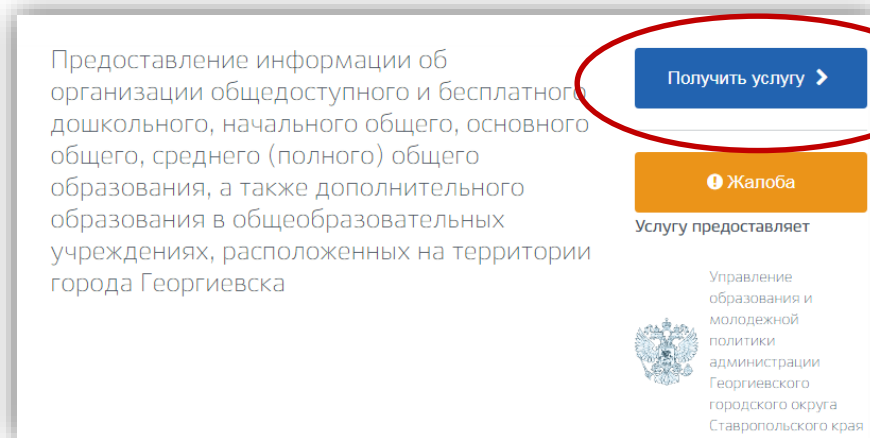 Предоставление информации об
организации общедоступного и бесплатного
дошкольного, начального общего, основного
общего, среднего (полного) общего
образования, а также дополнительного
образования в общеобразовательных
учреждениях, расположенных на территории
города Георгиевска
Получить услугу
Жалоба
Услугу предоставляет
Управление
образования и
молодежной
политики
администрации
Георгиевского
городского округа
Ставропольского края